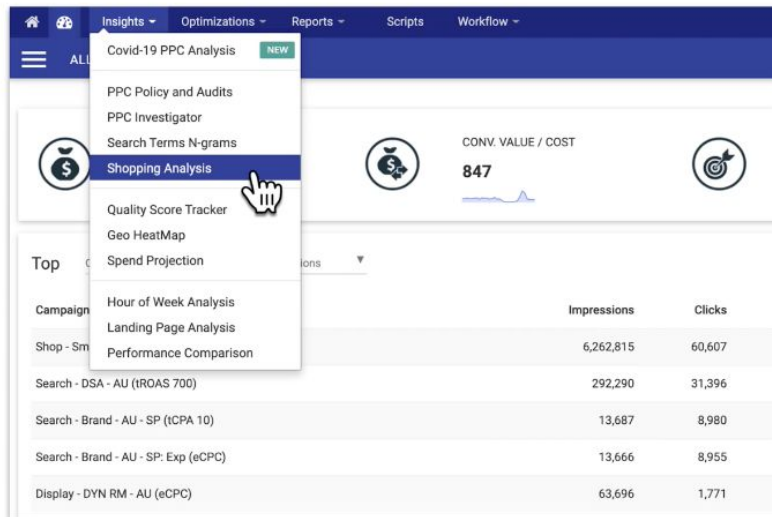 Insights Optimizations Reports Scripts Workflow
ALL
Covid-19 PPC Analysis NEW
PPC Policy and Audits
PPC Investigator
Search Terms N-grams
Shopping Analysis
Quality Score Tracker
Geo HeatMap
Spend Projection
Hour of Week Analysis
Landing Page Analysis
Performance Comparison
CONV. VALUE / COST
847
Top
Campaign Impressions Clicks
Shop - Sm 6,262,815 60,607
Search - DSA - AU (tROAS 700) 292,290 31,396
Search - Brand - AU - SP (tCPA 10) 13,687 8,980
Search - Brand - AU - SP: Exp (eCPC) 13,666 8,955
Display - DYN RM - AU (eCPC) 63,696 1,771